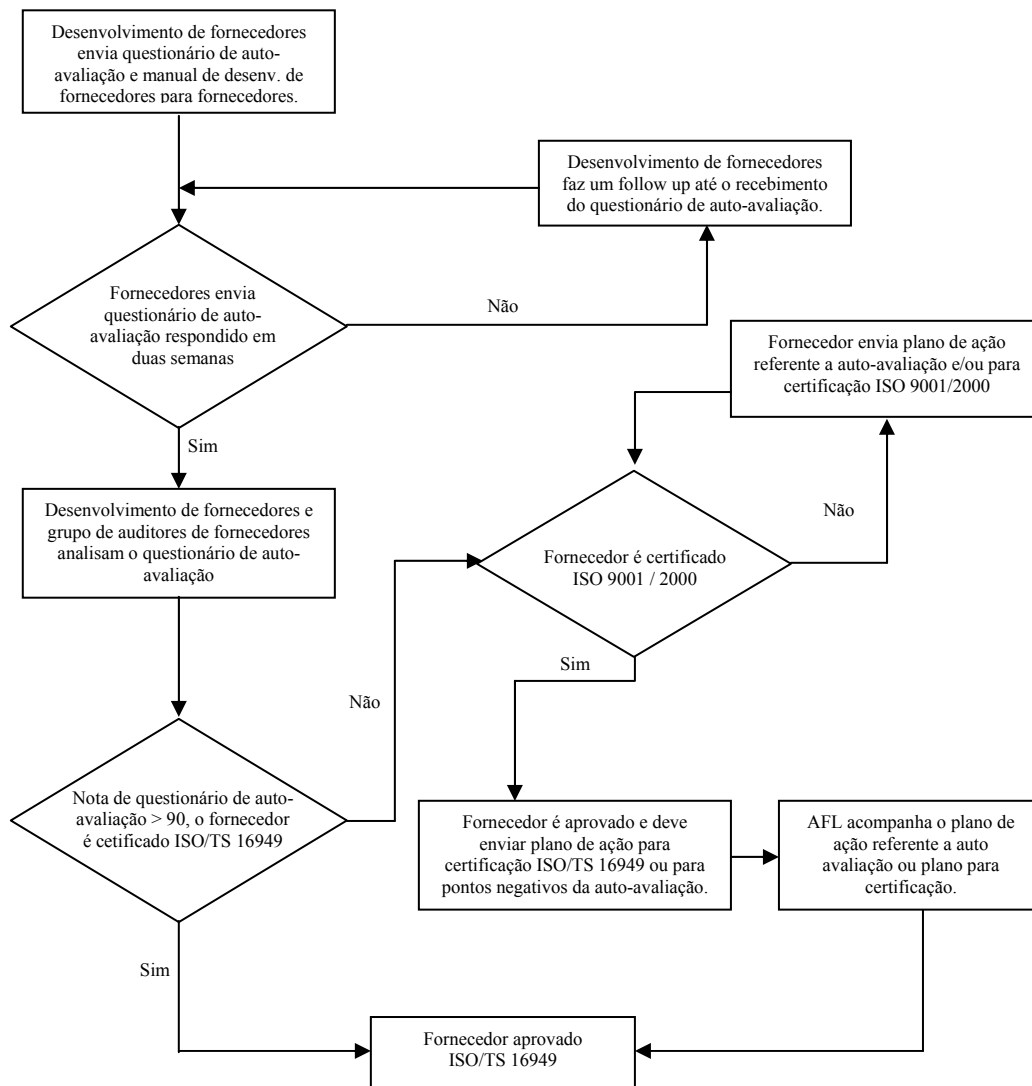 Desenvolvimento de fornecedores
envia questionário de auto-
avaliação e manual de desenv. de
fornecedores para fornecedores.
Desenvolvimento de fornecedores
faz um follow up até o recebimento
do questionário de auto-avaliação.
Fornecedores envia
questionário de auto-
avaliação respondido em
duas semanas
Não
Fornecedor envia plano de ação
referente a auto-avaliação e/ou para
certificação ISO 9001/2000
Sim
Desenvolvimento de fornecedores e
grupo de auditores de fornecedores
analisam o questionário de auto-
avaliação
Não
Fornecedor é certificado
ISO 9001 / 2000
Sim
Não
Nota de questionário de auto-
avaliação > 90, o fornecedor
é cetificado ISO/TS 16949
Fornecedor é aprovado e deve
enviar plano de ação para
certificação ISO/TS 16949 ou para
pontos negativos da auto-avaliação.
AFL acompanha o plano de
ação referente a auto
avaliação ou plano para
certificação.
Sim
Fornecedor aprovado
ISO/TS 16949